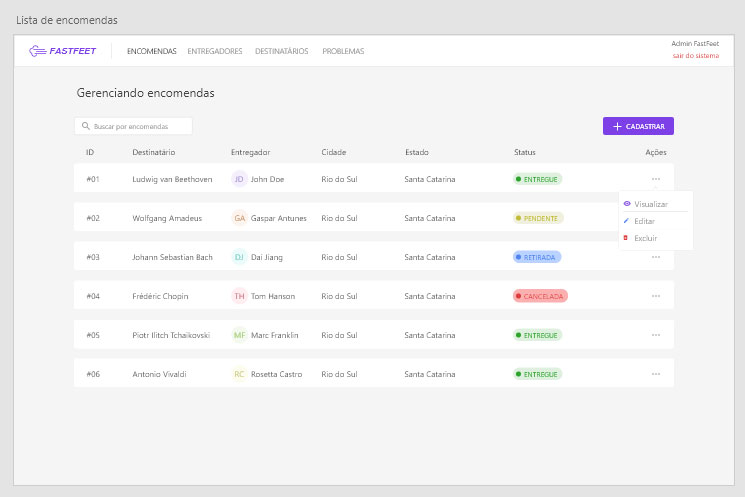 Lista de encomendas
FASTFEET ENCOMENDAS ENTREGADORES DESTINATÁRIOS PROBLEMAS Admin FastFeet
sair do sistema
Gerenciando encomendas
Buscar por encomendas + CADASTRAR
ID Destinatário Entregador Cidade Estado Status Ações
#01 Ludwig van Beethoven JD John Doe Rio do Sul Santa Catarina ENTREGUE ...
Visualizar
#02 Wolfgang Amadeus GA Gaspar Antunes Rio do Sul Santa Catarina PENDENTE
Editar
Excluir
#03 Johann Sebastian Bach DJ Dai Jiang Rio do Sul Santa Catarina RETIRADA ...
#04 Frédéric Chopin TH Tom Hanson Rio do Sul Santa Catarina CANCELADA ...
#05 Piotr Ilitch Tchaikovski MF Marc Franklin Rio do Sul Santa Catarina ENTREGUE ...
#06 Antonio Vivaldi RC Rosetta Castro Rio do Sul Santa Catarina ENTREGUE ...